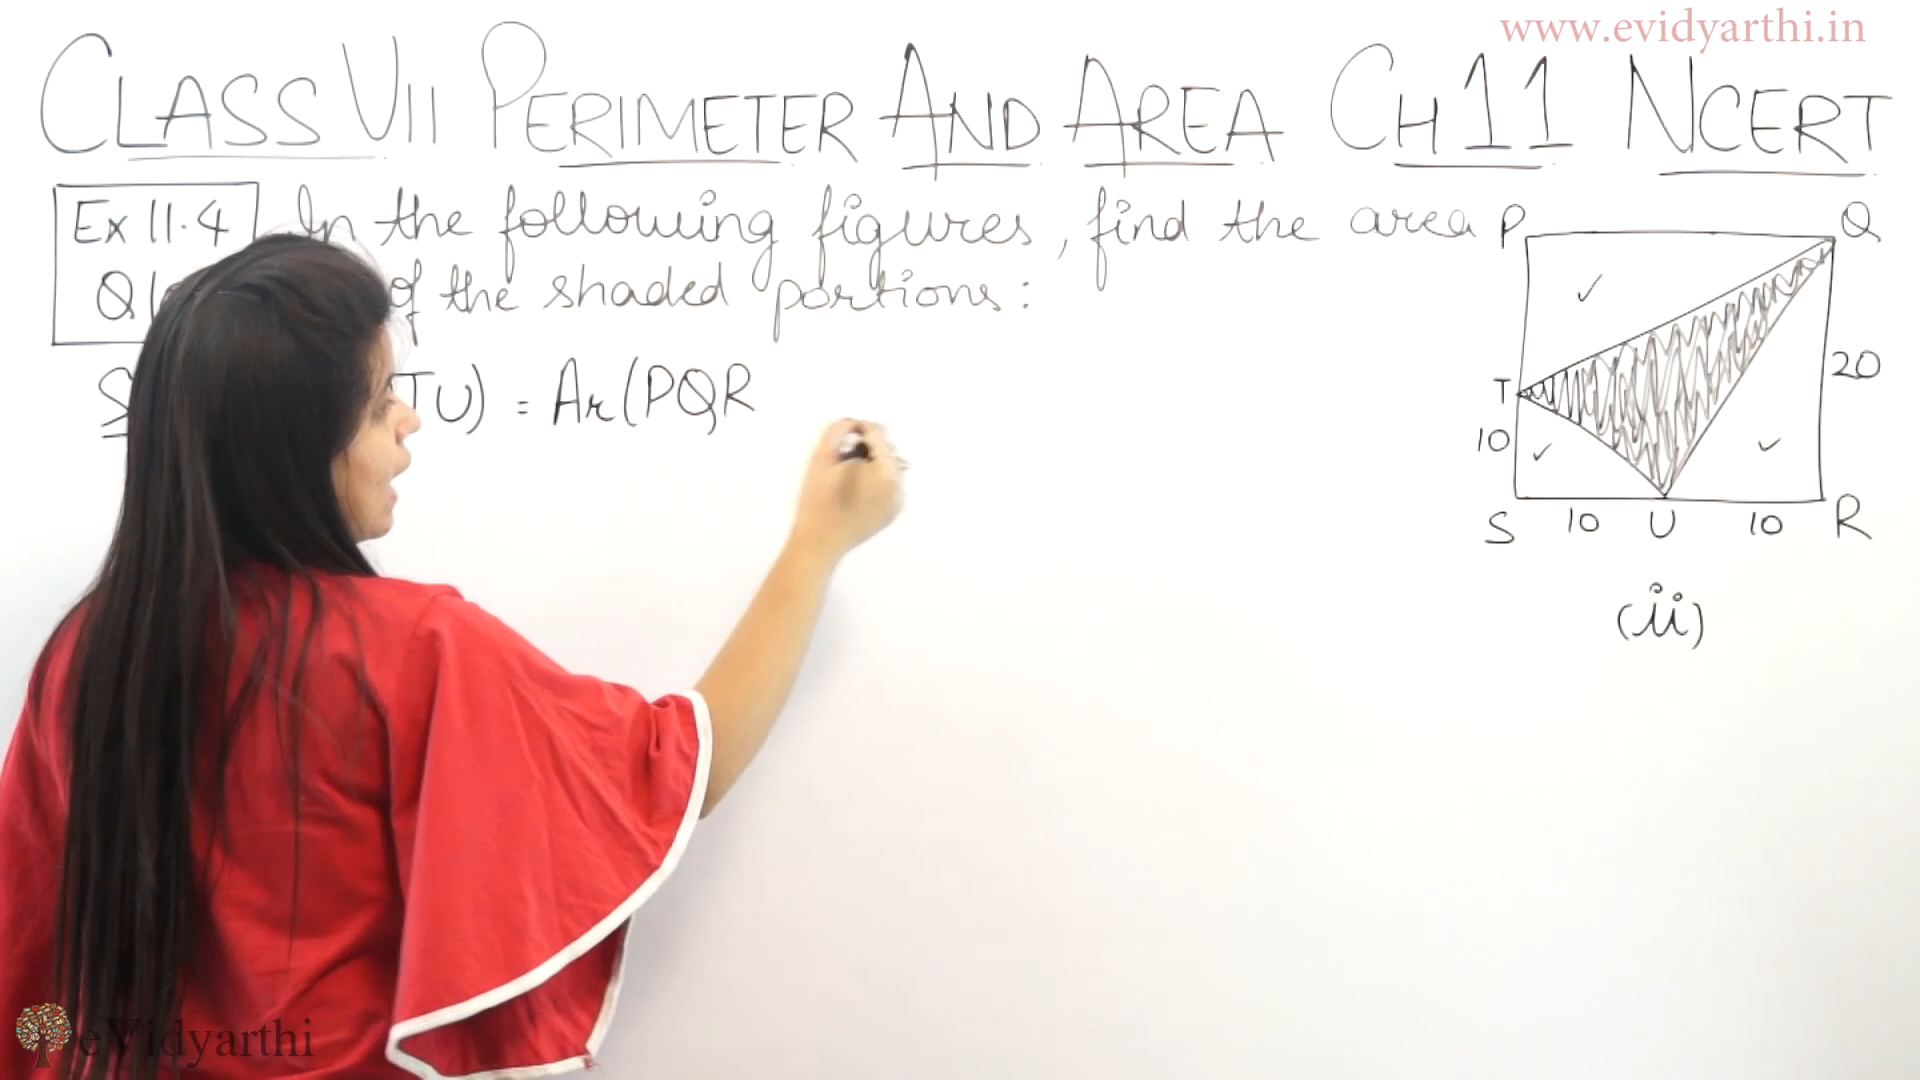 www.evidyarthi.in
CLASS VII PERIMETER AND AREA CH 11 NCERT
Ex 11.4 In the following figures, find the area
of the shaded portions:
TU) = Ar(PQR
P Q
T
20
10
S 10 U 10 R
(ii)
eVidyarthi